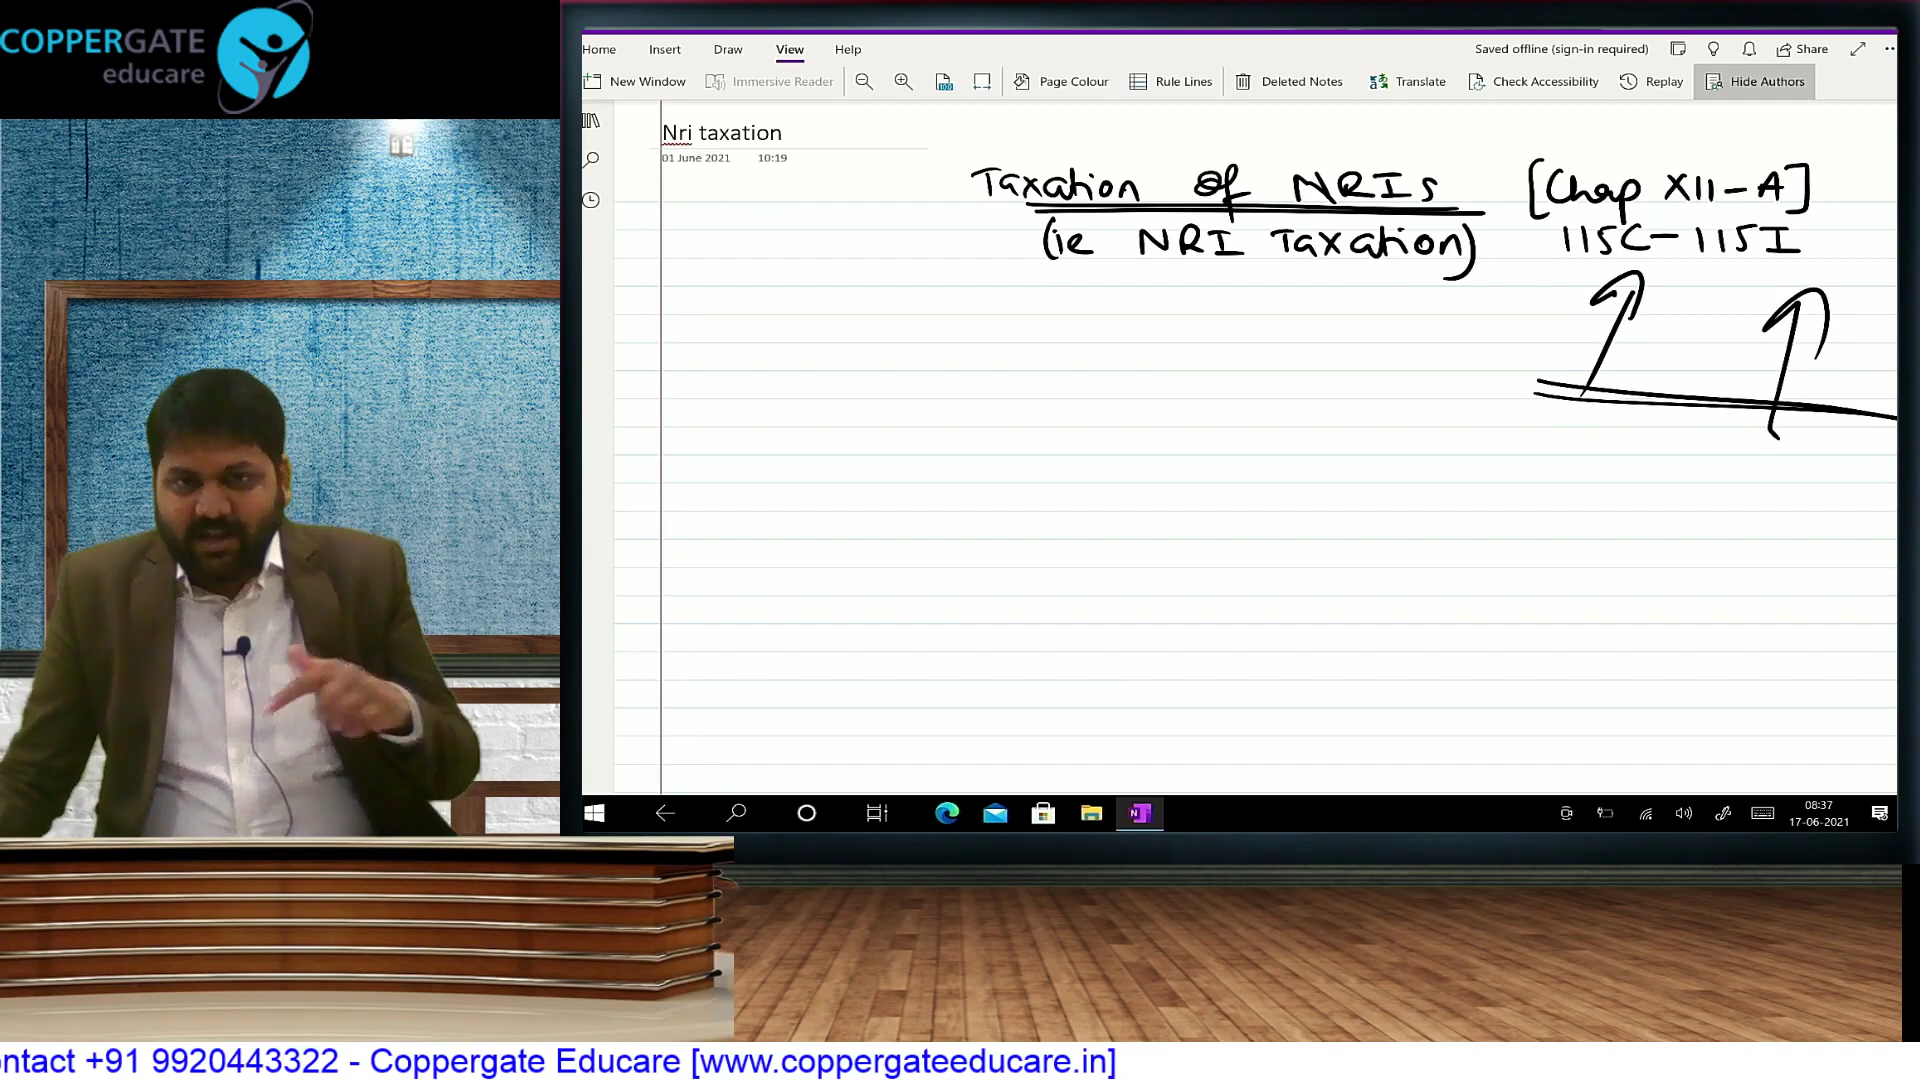 COPPERGATE
educare
Home Insert Draw View Help Saved offline (sign-in required) Share
New Window Immersive Reader 100 Page Colour Rule Lines Deleted Notes Translate Check Accessibility Replay Hide Authors
Nri taxation
01 June 2021 10:19
Taxation of NRIs [Chap XII-A]
(ie NRI Taxation) 115C-115I
N
08:37
17-06-2021
ontact +91 9920443322 - Coppergate Educare [www.coppergateeducare.in]